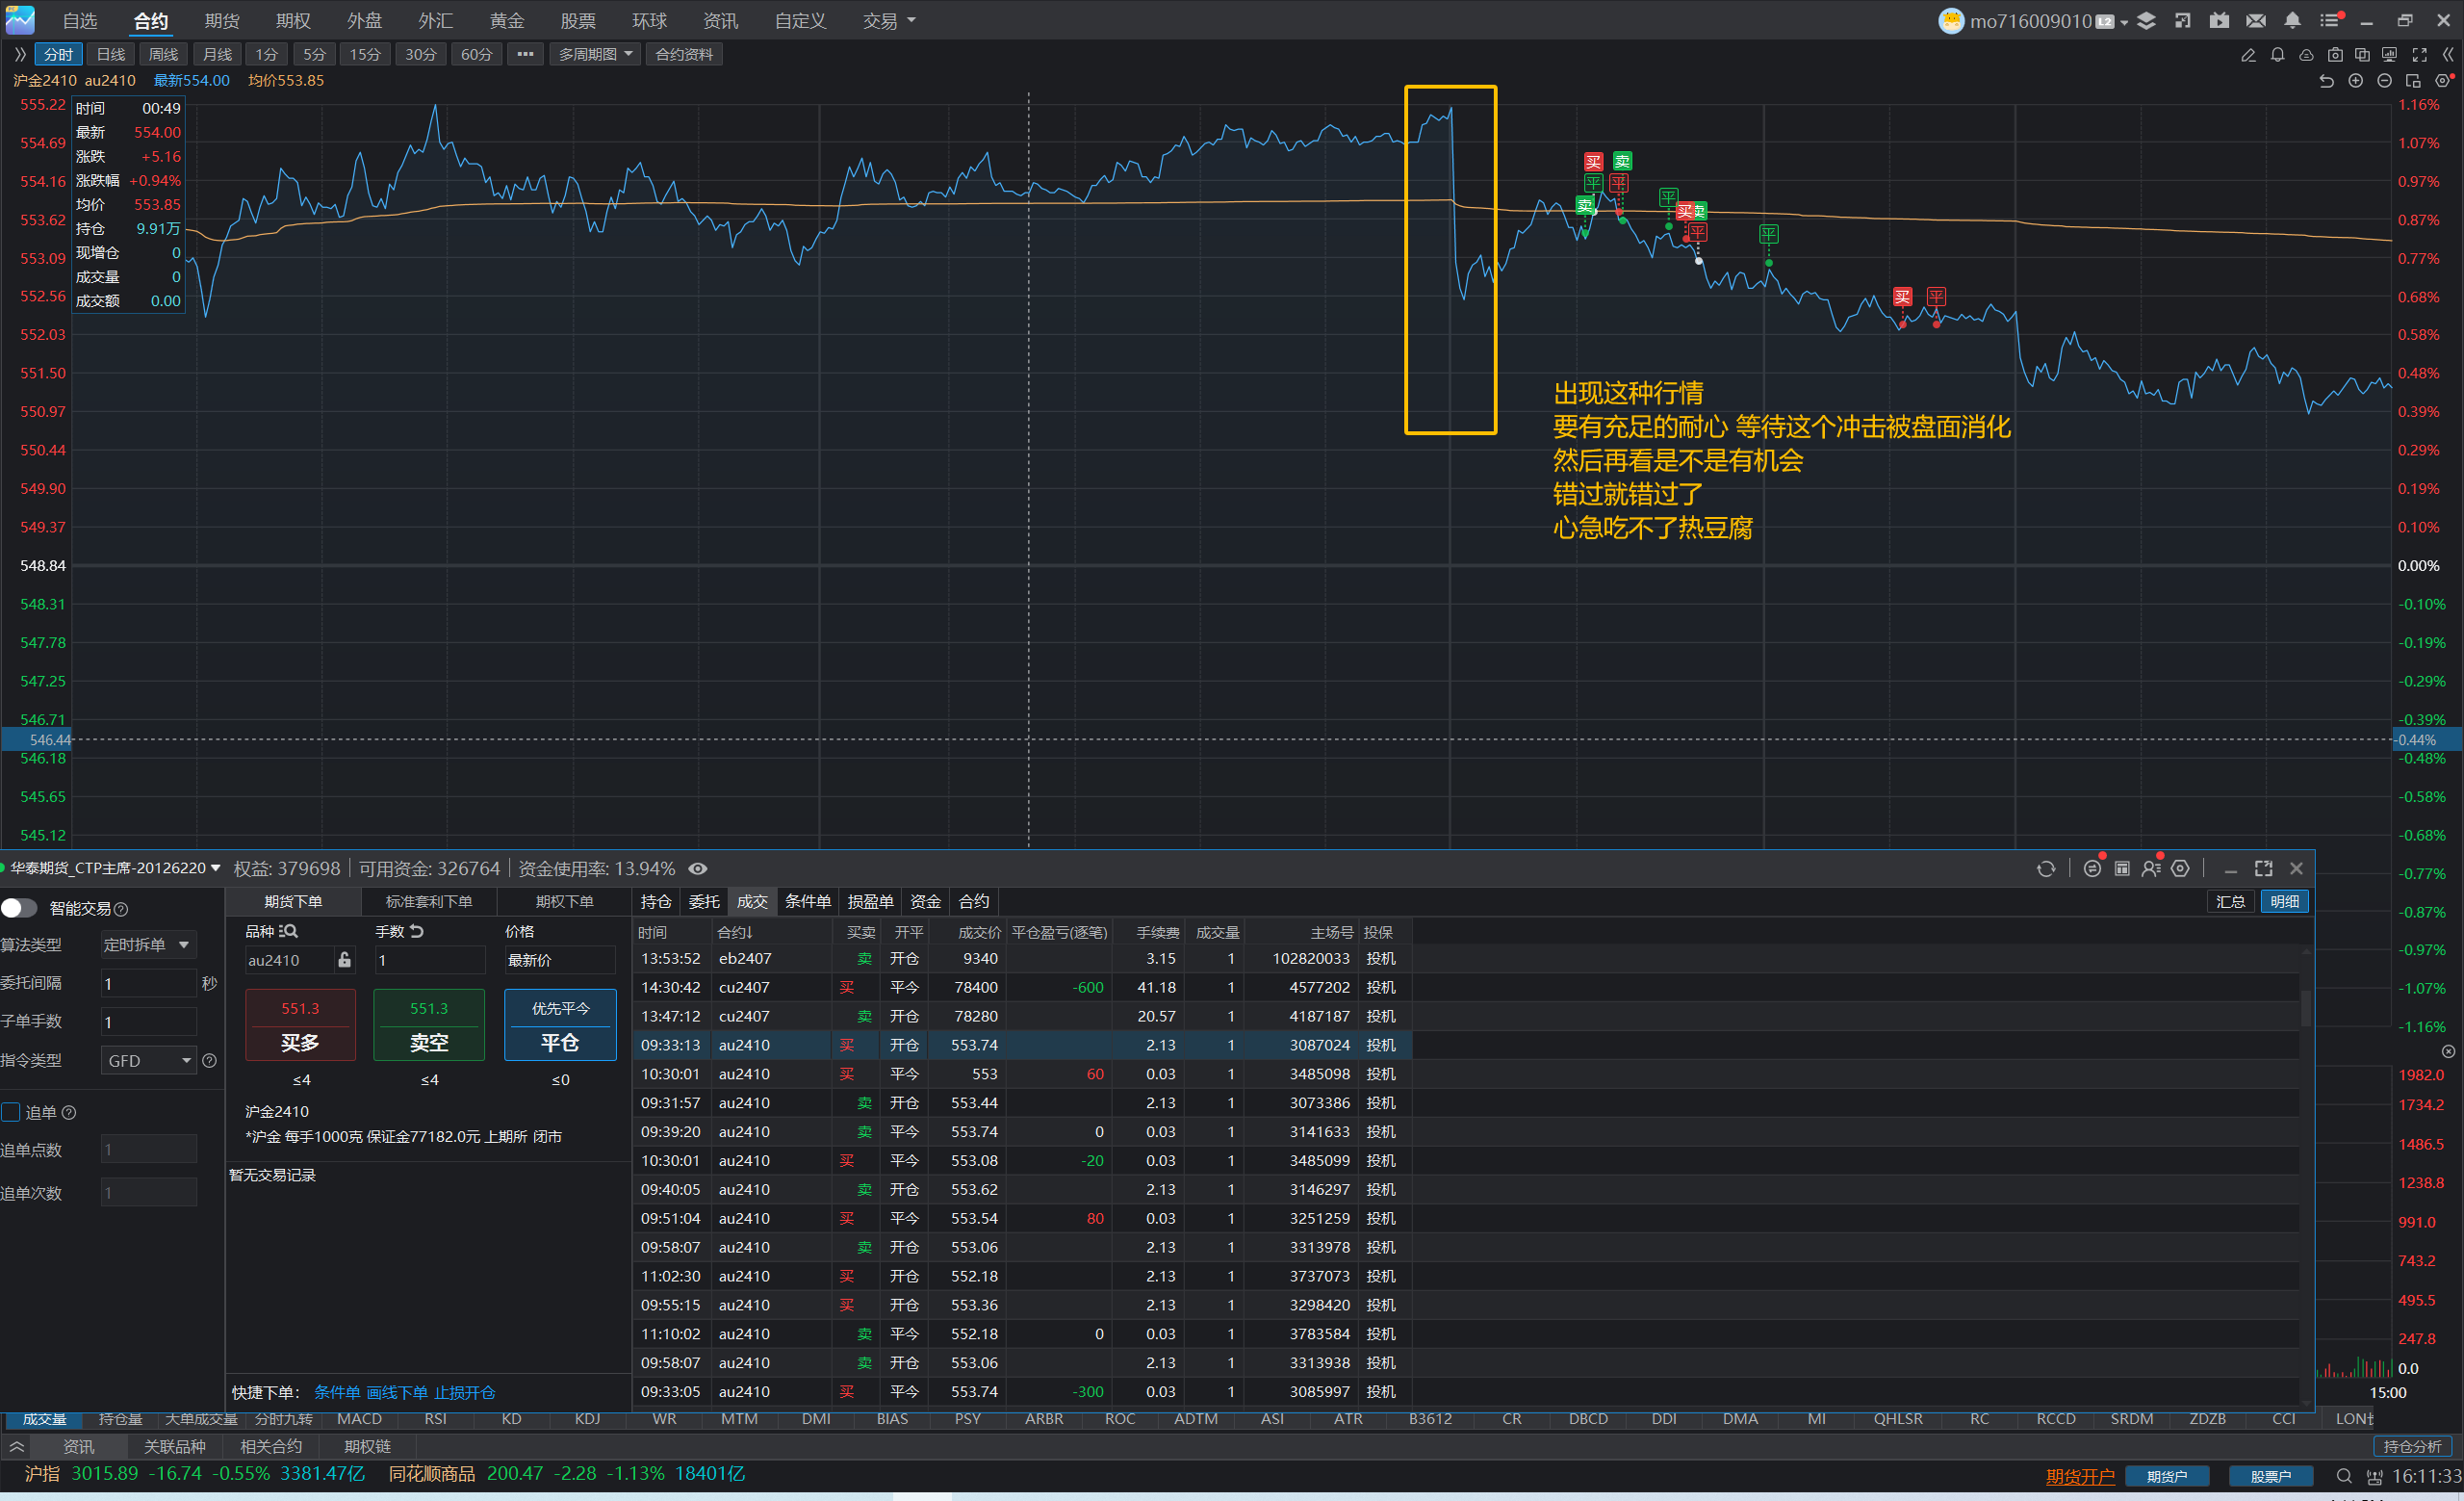 自选 合约 期货 期权 外盘 外汇 黄金 股票 环球 资讯 自定义 交易
mo716009010 L2
分时 日线 周线 月线 1分 5分 15分 30分 60分 ••• 多周期图 合约资料
沪金2410 au2410 最新554.00 均价553.85
时间 00:49
最新 554.00
涨跌 +5.16
涨跌幅 +0.94%
均价 553.85
持仓 9.91万
现增仓 0
成交量 0
成交额 0.00
555.22 1.16%
554.69 1.07%
554.16 0.97%
553.62 0.87%
553.09 0.77%
552.56 0.68%
552.03 0.58%
551.50 0.48%
550.97 0.39%
550.44 0.29%
549.90 0.19%
549.37 0.10%
548.84 0.00%
548.31 -0.10%
547.78 -0.19%
547.25 -0.29%
546.71 -0.39%
546.44 -0.44%
546.18 -0.48%
545.65 -0.58%
545.12 -0.68%
-0.77%
-0.87%
-0.97%
-1.07%
-1.16%
买 卖
平 平
卖 平 买 卖
平 平
买 平
出现这种行情
要有充足的耐心 等待这个冲击被盘面消化
然后再看是不是有机会
错过就错过了
心急吃不了热豆腐
华泰期货_CTP主席-20126220 权益: 379698 可用资金: 326764 资金使用率: 13.94%
智能交易
算法类型 定时拆单
委托间隔 1 秒
子单手数 1
指令类型 GFD
追单
追单点数 1
追单次数 1
期货下单 标准套利下单 期权下单
品种 手数 价格
au2410 1 最新价
551.3 551.3 优先平今
买多 卖空 平仓
≤4 ≤4 ≤0
沪金2410
*沪金 每手1000克 保证金77182.0元 上期所 闭市
暂无交易记录
快捷下单: 条件单 画线下单 止损开仓
持仓 委托 成交 条件单 损盈单 资金 合约 汇总 明细
时间 合约↓ 买卖 开平 成交价 平仓盈亏(逐笔) 手续费 成交量 主场号 投保
13:53:52 eb2407 卖 开仓 9340 3.15 1 102820033 投机
14:30:42 cu2407 买 平今 78400 -600 41.18 1 4577202 投机
13:47:12 cu2407 卖 开仓 78280 20.57 1 4187187 投机
09:33:13 au2410 买 开仓 553.74 2.13 1 3087024 投机
10:30:01 au2410 买 平今 553 60 0.03 1 3485098 投机
09:31:57 au2410 卖 开仓 553.44 2.13 1 3073386 投机
09:39:20 au2410 卖 平今 553.74 0 0.03 1 3141633 投机
10:30:01 au2410 买 平今 553.08 -20 0.03 1 3485099 投机
09:40:05 au2410 卖 开仓 553.62 2.13 1 3146297 投机
09:51:04 au2410 买 平今 553.54 80 0.03 1 3251259 投机
09:58:07 au2410 卖 开仓 553.06 2.13 1 3313978 投机
11:02:30 au2410 买 开仓 552.18 2.13 1 3737073 投机
09:55:15 au2410 买 开仓 553.36 2.13 1 3298420 投机
11:10:02 au2410 卖 平今 552.18 0 0.03 1 3783584 投机
09:58:07 au2410 卖 开仓 553.06 2.13 1 3313938 投机
09:33:05 au2410 买 平今 553.74 -300 0.03 1 3085997 投机
1982.0
1734.2
1486.5
1238.8
991.0
743.2
495.5
247.8
0.0
15:00
成交量 持仓量 大单成交量 分时九转 MACD RSI KD KDJ WR MTM DMI BIAS PSY ARBR ROC ADTM ASI ATR B3612 CR DBCD DDI DMA MI QHLSR RC RCCD SRDM ZDZB CCI
资讯 关联品种 相关合约 期权链 持仓分析
沪指 3015.89 -16.74 -0.55% 3381.47亿 同花顺商品 200.47 -2.28 -1.13% 18401亿 期货开户 期货户 股票户 16:11:33